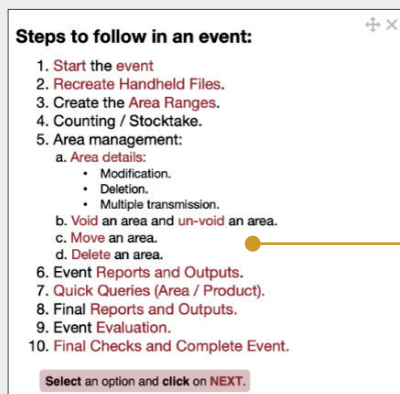 Steps to follow in an event:
1. Start the event
2. Recreate Handheld Files.
3. Create the Area Ranges.
4. Counting / Stocktake.
5. Area management:
a. Area details:
• Modification.
• Deletion.
• Multiple transmission.
b. Void an area and un-void an area.
c. Move an area.
d. Delete an area.
6. Event Reports and Outputs.
7. Quick Queries (Area / Product).
8. Final Reports and Outputs.
9. Event Evaluation.
10. Final Checks and Complete Event.
Select an option and click on NEXT.